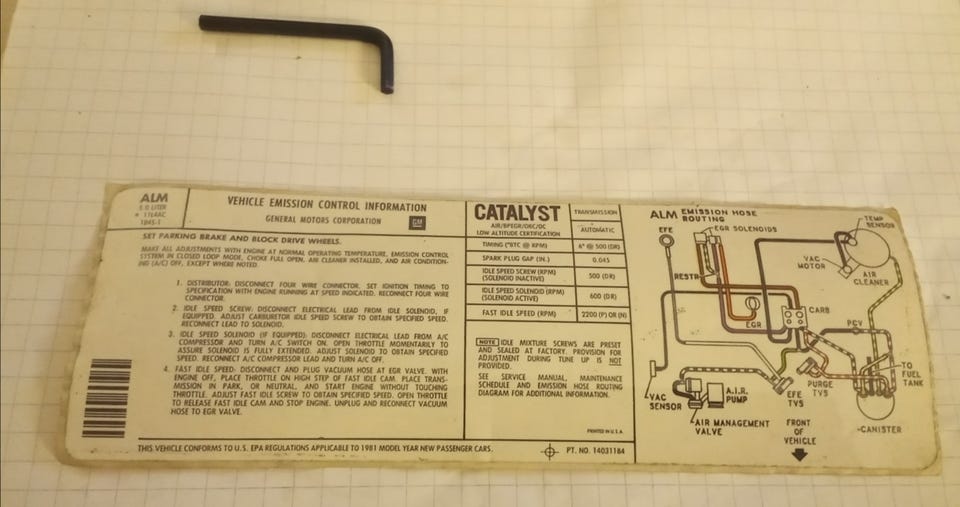 ALM
5.0 LITER
* 11L4AC
1B4S-1
VEHICLE EMISSION CONTROL INFORMATION
GENERAL MOTORS CORPORATION
GM
SET PARKING BRAKE AND BLOCK DRIVE WHEELS.
MAKE ALL ADJUSTMENTS WITH ENGINE AT NORMAL OPERATING TEMPERATURE, EMISSION CONTROL
SYSTEM IN CLOSED LOOP MODE, CHOKE FULL OPEN, AIR CLEANER INSTALLED, AND AIR CONDITION-
ING (A/C) OFF, EXCEPT WHERE NOTED.
1. DISTRIBUTOR: DISCONNECT FOUR WIRE CONNECTOR. SET IGNITION TIMING TO
SPECIFICATION WITH ENGINE RUNNING AT SPEED INDICATED. RECONNECT FOUR WIRE
CONNECTOR.
2. IDLE SPEED SCREW: DISCONNECT ELECTRICAL LEAD FROM IDLE SOLENOID, IF
EQUIPPED. ADJUST CARBURETOR IDLE SPEED SCREW TO OBTAIN SPECIFIED SPEED.
RECONNECT LEAD TO SOLENOID.
3. IDLE SPEED SOLENOID (IF EQUIPPED): DISCONNECT ELECTRICAL LEAD FROM A/C
COMPRESSOR AND TURN A/C SWITCH ON. OPEN THROTTLE MOMENTARILY TO
ASSURE SOLENOID IS FULLY EXTENDED. ADJUST SOLENOID TO OBTAIN SPECIFIED
SPEED. RECONNECT A/C COMPRESSOR LEAD AND TURN A/C OFF.
4. FAST IDLE SPEED: DISCONNECT AND PLUG VACUUM HOSE AT EGR VALVE. WITH
ENGINE OFF, PLACE THROTTLE ON HIGH STEP OF FAST IDLE CAM. PLACE TRANS-
MISSION IN PARK, OR NEUTRAL, AND START ENGINE WITHOUT TOUCHING
THROTTLE. ADJUST FAST IDLE SCREW TO OBTAIN SPECIFIED SPEED. OPEN THROTTLE
TO RELEASE FAST IDLE CAM AND STOP ENGINE. UNPLUG AND RECONNECT VACUUM
HOSE TO EGR VALVE.
THIS VEHICLE CONFORMS TO U.S. EPA REGULATIONS APPLICABLE TO 1981 MODEL YEAR NEW PASSENGER CARS.
CATALYST
AIR/BPEGR/OXC/OC
LOW ALTITUDE CERTIFICATION
TRANSMISSION
AUTOMATIC
TIMING (°BTC @ RPM) 6° @ 500 (DR)
SPARK PLUG GAP (IN.) 0.045
IDLE SPEED SCREW (RPM)
(SOLENOID INACTIVE) 500 (DR)
IDLE SPEED SOLENOID (RPM)
(SOLENOID ACTIVE) 600 (DR)
FAST IDLE SPEED (RPM) 2200 (P) OR (N)
NOTE IDLE MIXTURE SCREWS ARE PRESET
AND SEALED AT FACTORY. PROVISION FOR
ADJUSTMENT DURING TUNE UP IS NOT
PROVIDED.
SEE SERVICE MANUAL, MAINTENANCE
SCHEDULE AND EMISSION HOSE ROUTING
DIAGRAM FOR ADDITIONAL INFORMATION.
PRINTED IN U.S.A.
PT. NO. 14031184
ALM EMISSION HOSE
ROUTING
EFE
EGR SOLENOIDS
TEMP
SENSOR
VAC
MOTOR
AIR
CLEANER
RESTR
EGR
CARB
PCV
VAC
SENSOR
A.I.R.
PUMP
AIR MANAGEMENT
VALVE
EFE
TVS
PURGE
TVS
TO
FUEL
TANK
CANISTER
FRONT
OF
VEHICLE